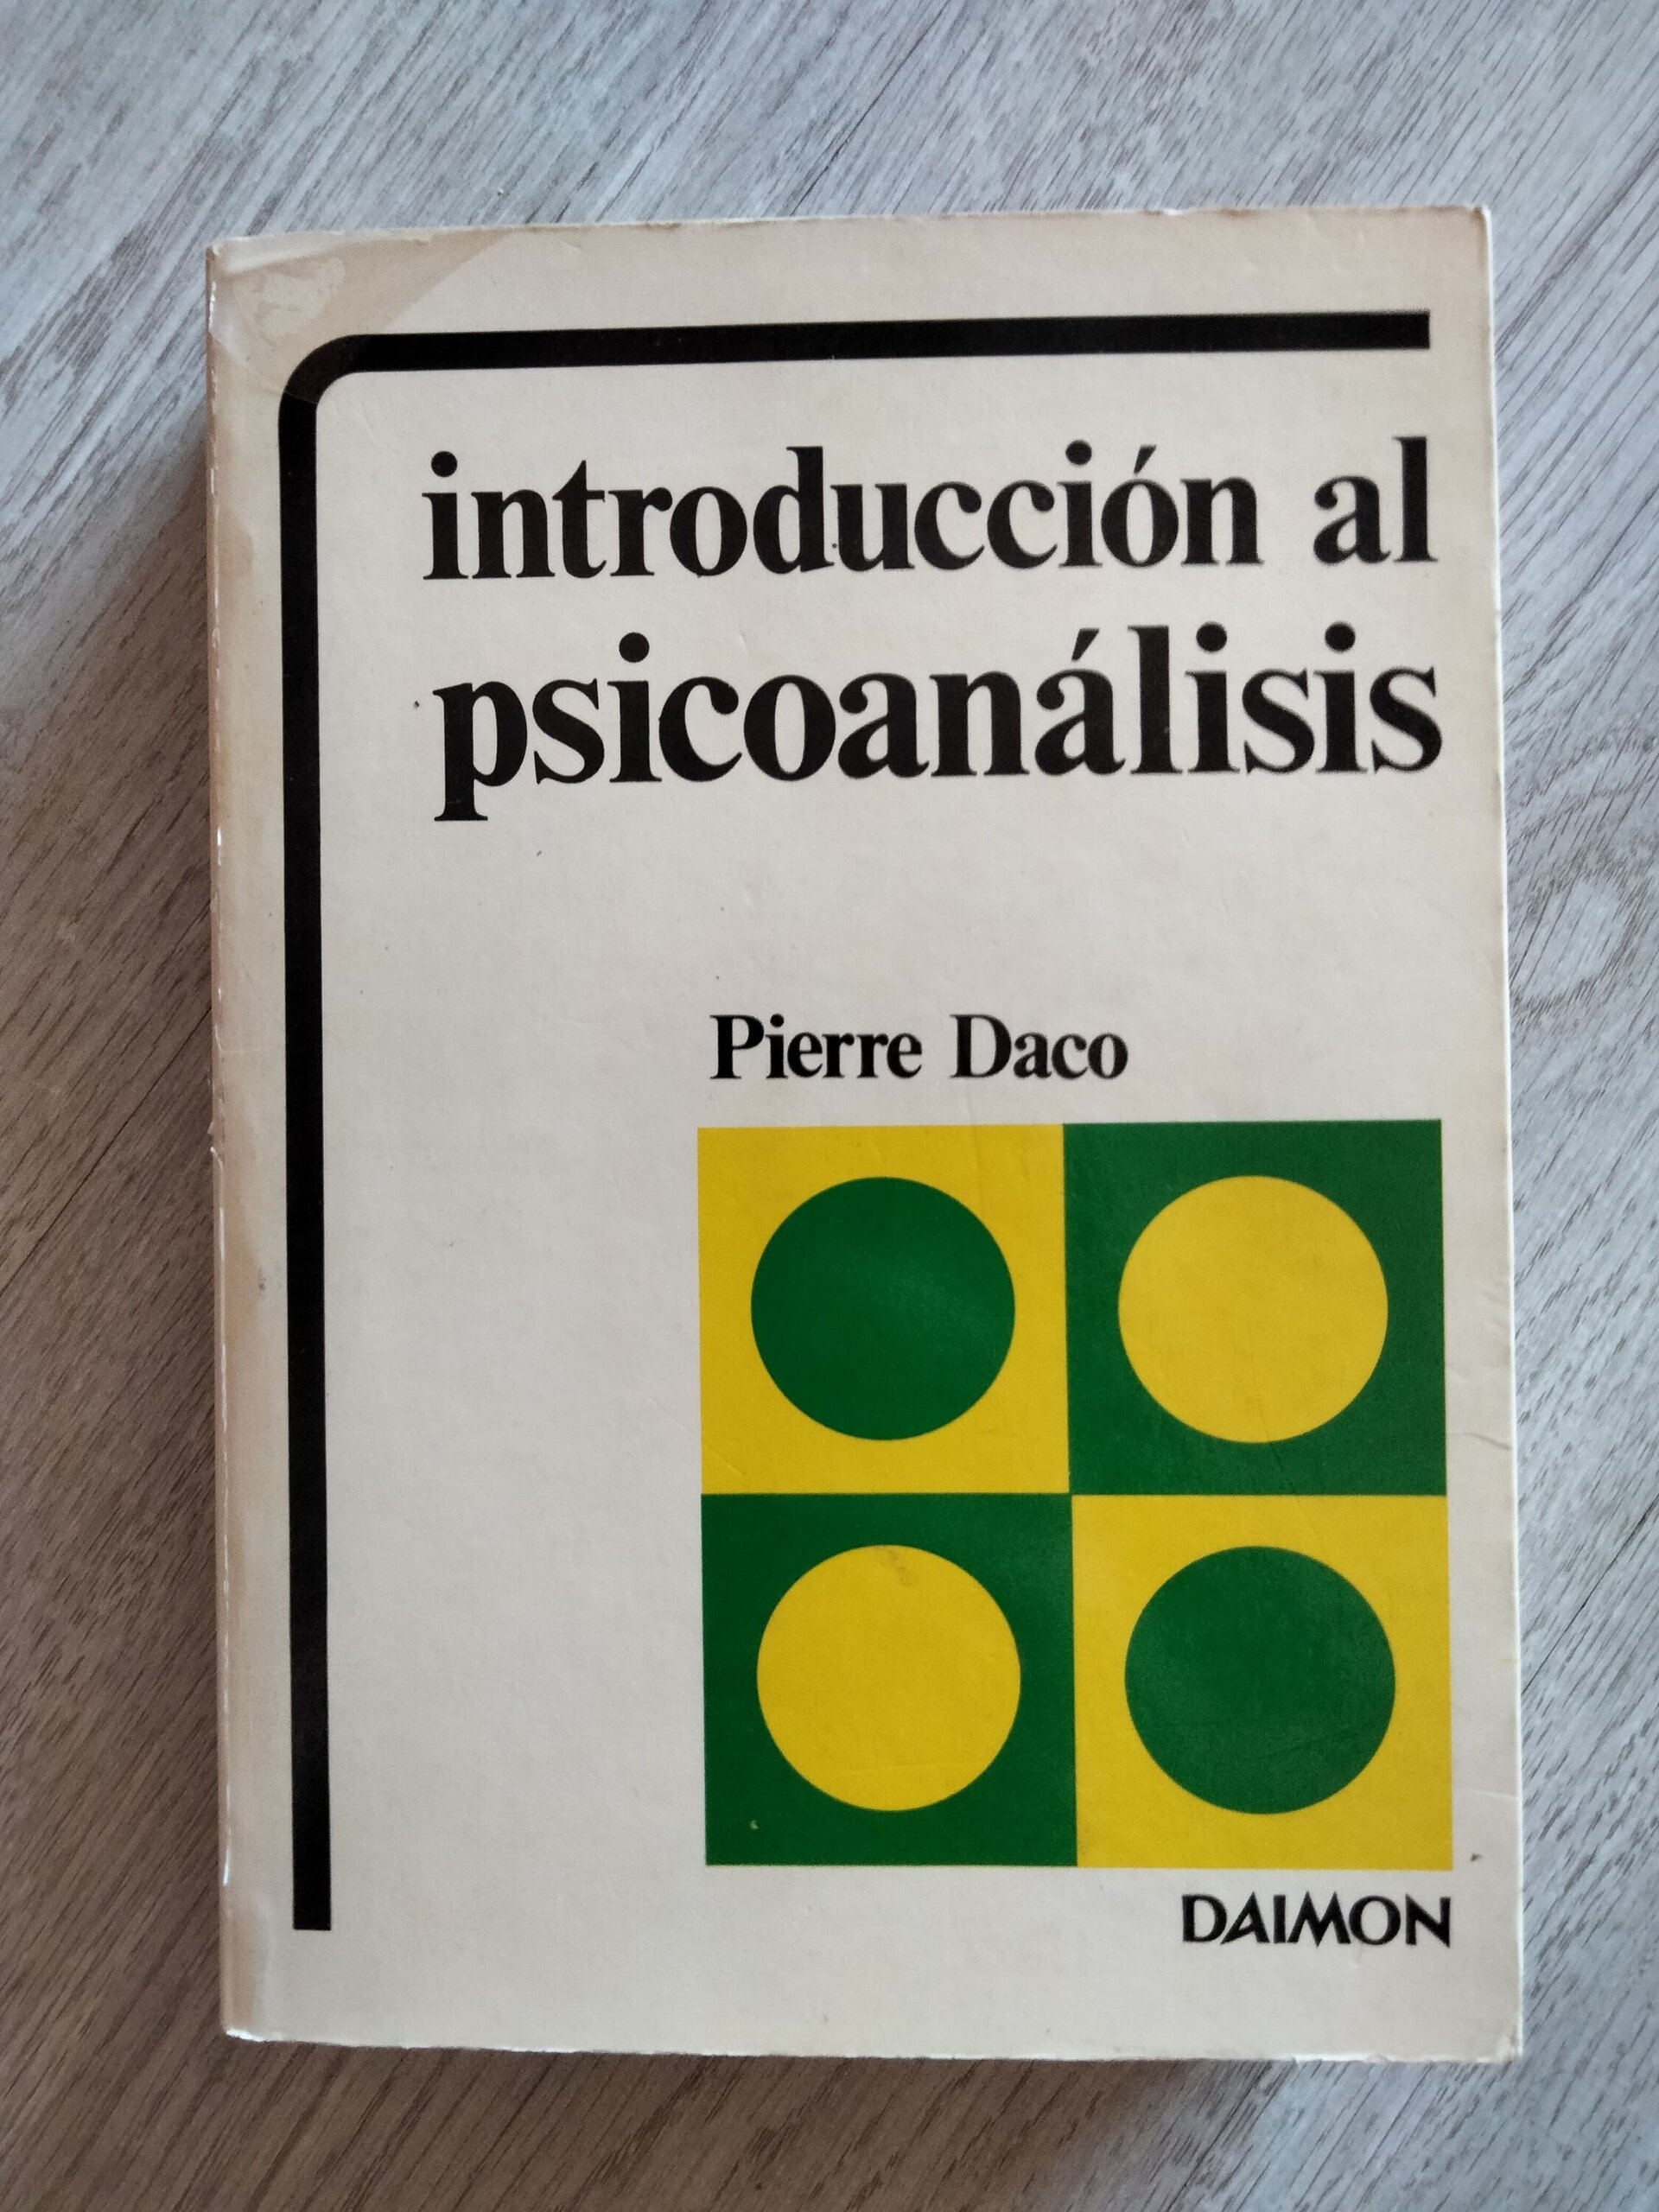 introducción al
psicoanálisis
Pierre Daco
DAIMON